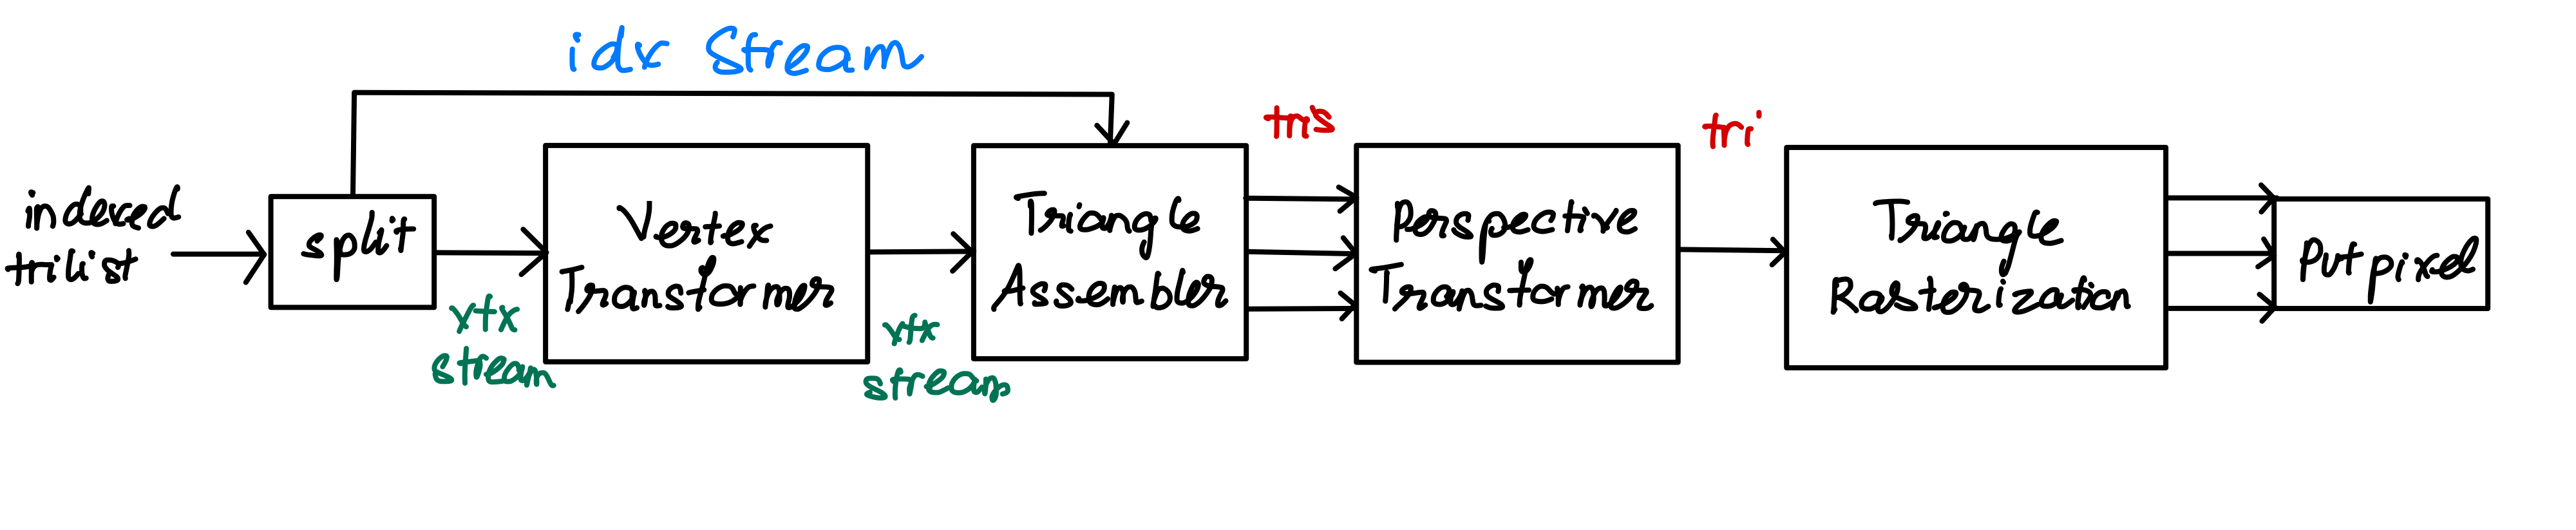 idx Stream
indexed
trilist
split
vtx
stream
Vertex
Transformer
vtx
stream
Triangle
Assembler
tris
Perspective
Transformer
tri
Triangle
Rasterization
Putpixel